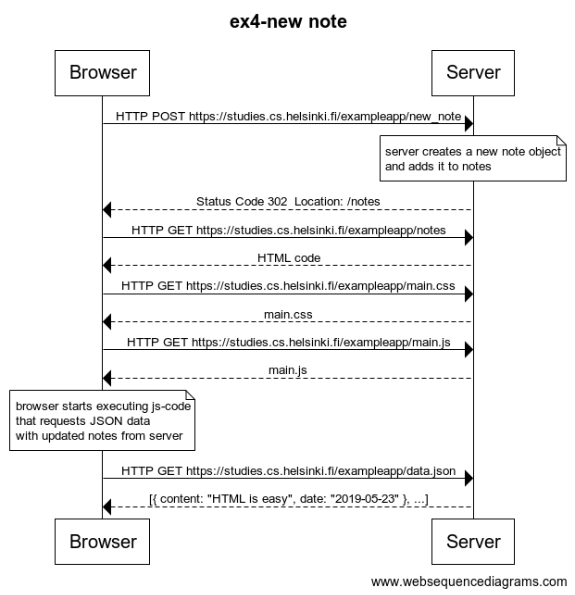 ex4-new note
Browser
Server
HTTP POST https://studies.cs.helsinki.fi/exampleapp/new_note
server creates a new note object
and adds it to notes
Status Code 302  Location: /notes
HTTP GET https://studies.cs.helsinki.fi/exampleapp/notes
HTML code
HTTP GET https://studies.cs.helsinki.fi/exampleapp/main.css
main.css
HTTP GET https://studies.cs.helsinki.fi/exampleapp/main.js
main.js
browser starts executing js-code
that requests JSON data
with updated notes from server
HTTP GET https://studies.cs.helsinki.fi/exampleapp/data.json
[{ content: "HTML is easy", date: "2019-05-23" }, ...]
Browser
Server
www.websequencediagrams.com